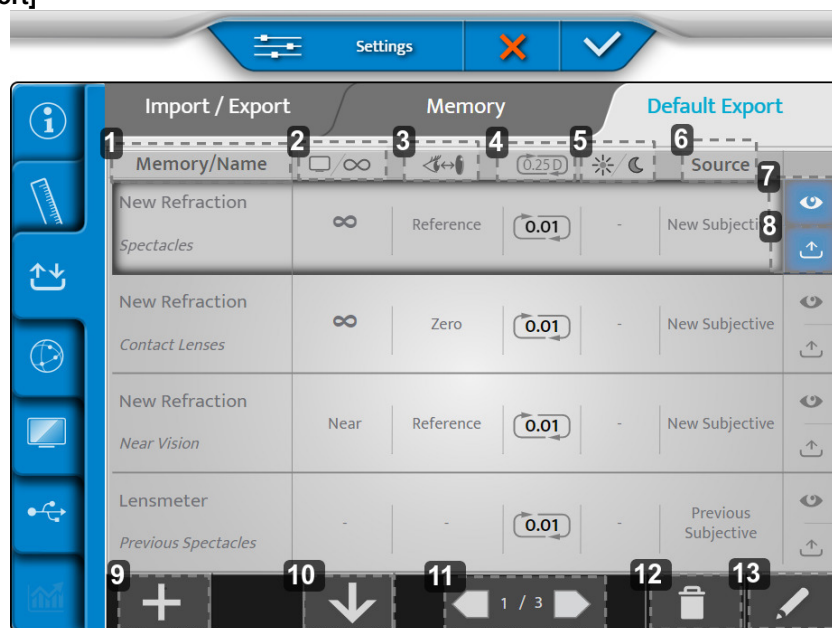 ort]
Settings
Import / Export Memory Default Export
1 2 3 4 5 6
Memory/Name 0.25 D Source
7
New Refraction
Spectacles
∞ Reference 0.01 - New Subjecti
8
New Refraction
Contact Lenses
∞ Zero 0.01 - New Subjective
New Refraction
Near Vision
Near Reference 0.01 - New Subjective
Lensmeter
Previous Spectacles
- - 0.01 - Previous
Subjective
9 10 11 12 13
1 / 3